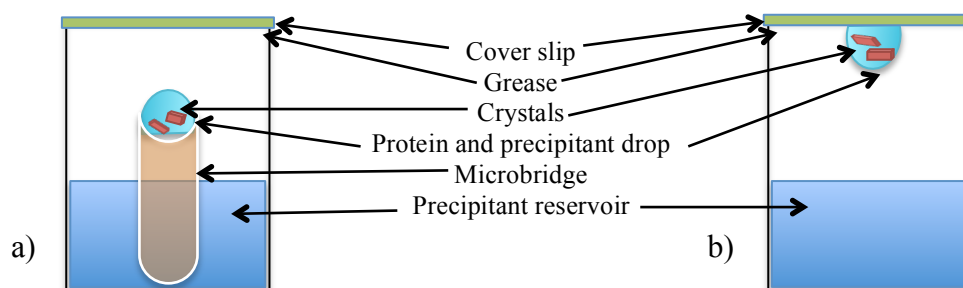 Cover slip
Grease
Crystals
Protein and precipitant drop
Microbridge
Precipitant reservoir
a)
b)